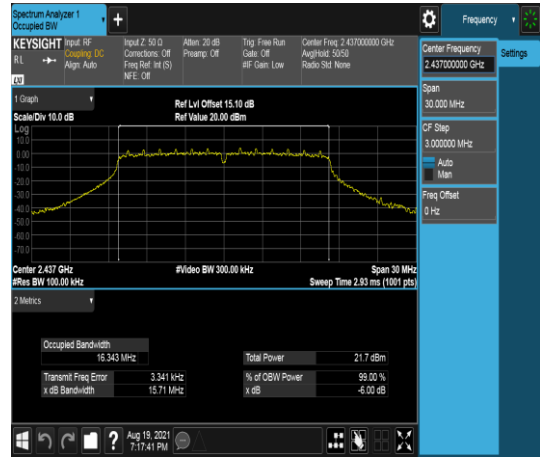 Spectrum Analyzer 1
Occupied BW
+
Frequency
KEYSIGHT
R L
LXI
Input: RF
Coupling: DC
Align: Auto
Input Z: 50 Ω
Corrections: Off
Freq Ref: Int (S)
NFE: Off
Atten: 20 dB
Preamp: Off
Trig: Free Run
Gate: Off
#IF Gain: Low
Center Freq: 2.437000000 GHz
Avg|Hold: 50/50
Radio Std: None
Center Frequency
2.437000000 GHz
Settings
Span
30.000 MHz
CF Step
3.000000 MHz
Auto
Man
Freq Offset
0 Hz
1 Graph
Scale/Div 10.0 dB
Ref Lvl Offset 15.10 dB
Ref Value 20.00 dBm
Log
10.0
0.00
-10.0
-20.0
-30.0
-40.0
-50.0
-60.0
-70.0
Center 2.437 GHz
#Video BW 300.00 kHz
Span 30 MHz
#Res BW 100.00 kHz
Sweep Time 2.93 ms (1001 pts)
2 Metrics
Occupied Bandwidth
16.343 MHz
Total Power 21.7 dBm
Transmit Freq Error 3.341 kHz
% of OBW Power 99.00 %
x dB Bandwidth 15.71 MHz
x dB -6.00 dB
?
Aug 19, 2021
7:17:41 PM